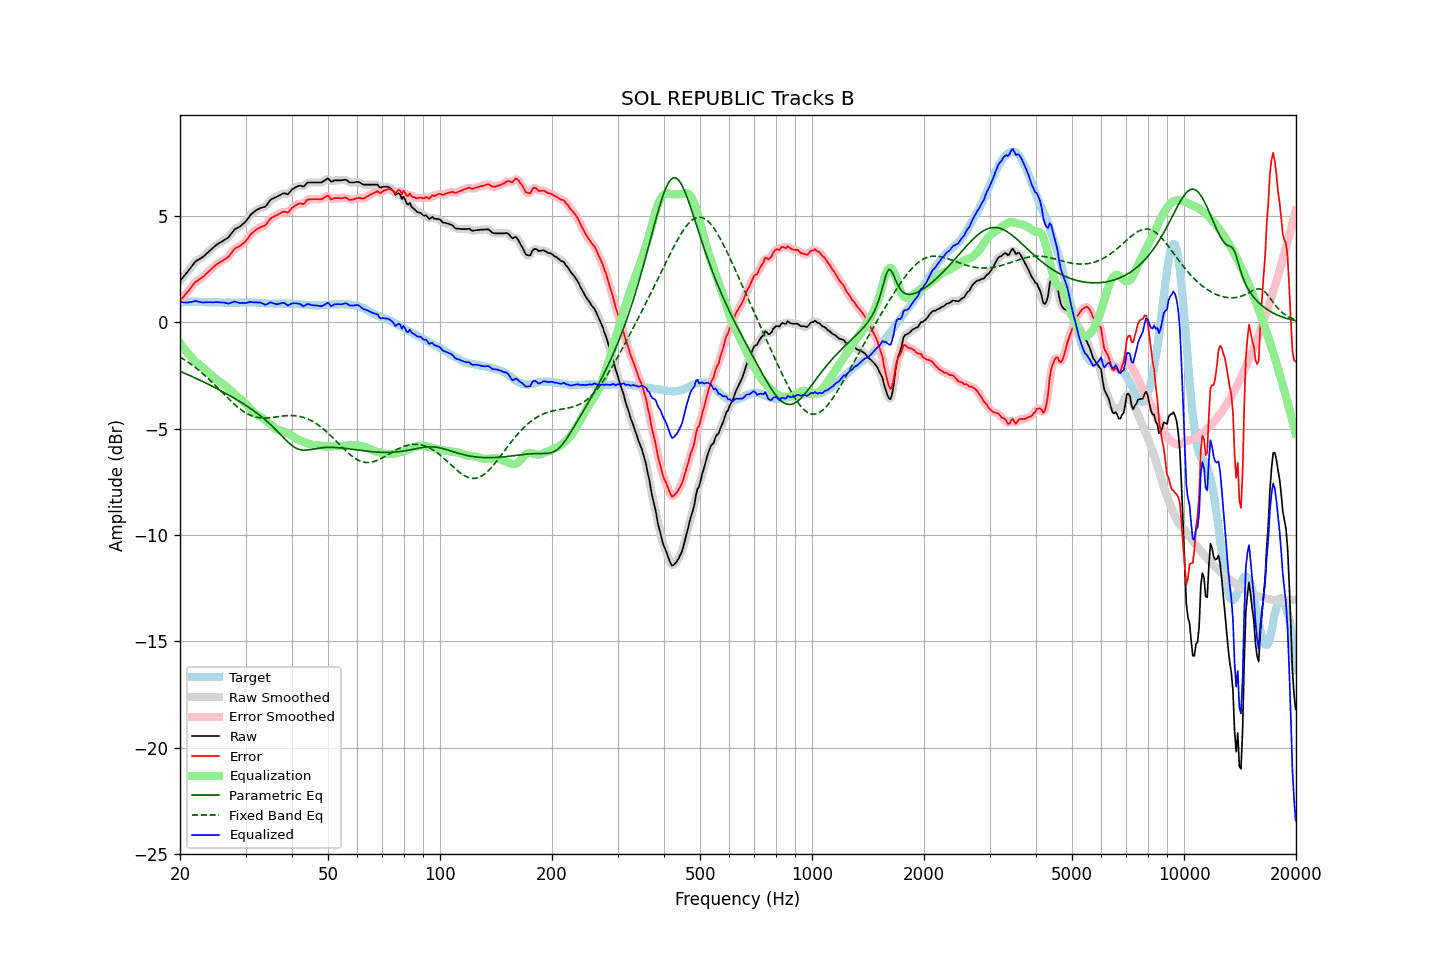 SOL REPUBLIC Tracks B
Amplitude (dBr)
5
0
−5
−10
−15
−20
−25
Target
Raw Smoothed
Error Smoothed
Raw
Error
Equalization
Parametric Eq
Fixed Band Eq
Equalized
20 50 100 200 500 1000 2000 5000 10000 20000
Frequency (Hz)